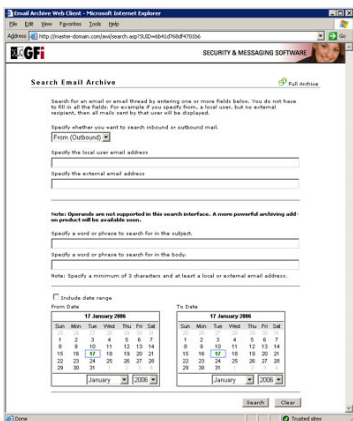 Email Archive Web Client - Microsoft Internet Explorer
File Edit View Favorites Tools Help
Address http://master-domain.com/awi/search.asp?SUID=6b41d768df4703b6 Go
GFi SECURITY & MESSAGING SOFTWARE
Search Email Archive Full Archive
Search for an email or email thread by entering one or more fields below. You do not have
to fill in all the fields. For example if you specify from, a local user, but no external
recipient, then all mails sent by that user will be displayed.
Specify whether you want to search inbound or outbound mail.
From (Outbound)
Specify the local user email address
Specify the external email address
Note: Operands are not supported in this search interface. A more powerful archiving add-
on product will be available soon.
Specify a word or phrase to search for in the subject.
Specify a word or phrase to search for in the body.
Note: Specify a minimum of 3 characters and at least a local or external email address.
Include date range
From Date To Date
17 January 2006 17 January 2006
Sun Mon Tue Wed Thu Fri Sat Sun Mon Tue Wed Thu Fri Sat
1 2 3 4 5 6 7 1 2 3 4 5 6 7
8 9 10 11 12 13 14 8 9 10 11 12 13 14
15 16 17 18 19 20 21 15 16 17 18 19 20 21
22 23 24 25 26 27 28 22 23 24 25 26 27 28
29 30 31 29 30 31
January 2006 January 2006
Search Clear
Done Trusted sites